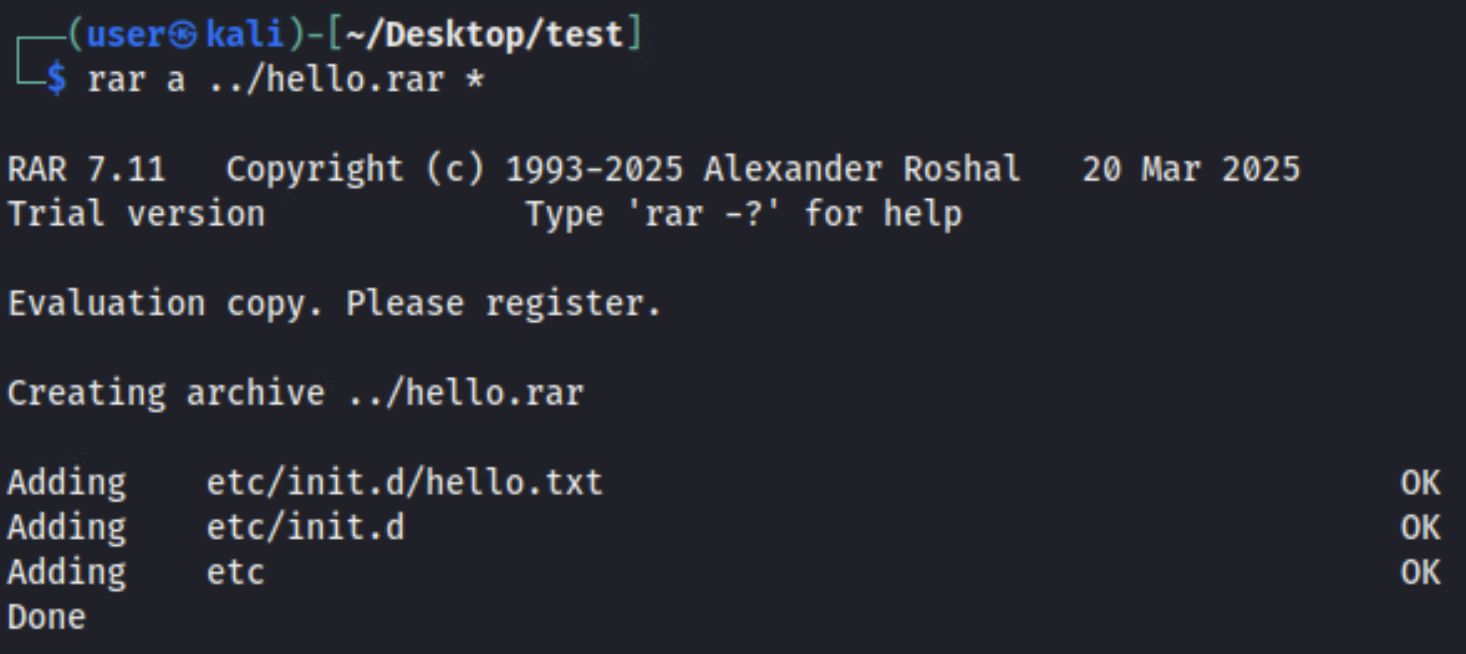 ┌──(user㉿kali)-[~/Desktop/test]
└─$ rar a ../hello.rar *
RAR 7.11   Copyright (c) 1993-2025 Alexander Roshal   20 Mar 2025
Trial version             Type 'rar -?' for help
Evaluation copy. Please register.
Creating archive ../hello.rar
Adding    etc/init.d/hello.txt                                        OK
Adding    etc/init.d                                                  OK
Adding    etc                                                         OK
Done